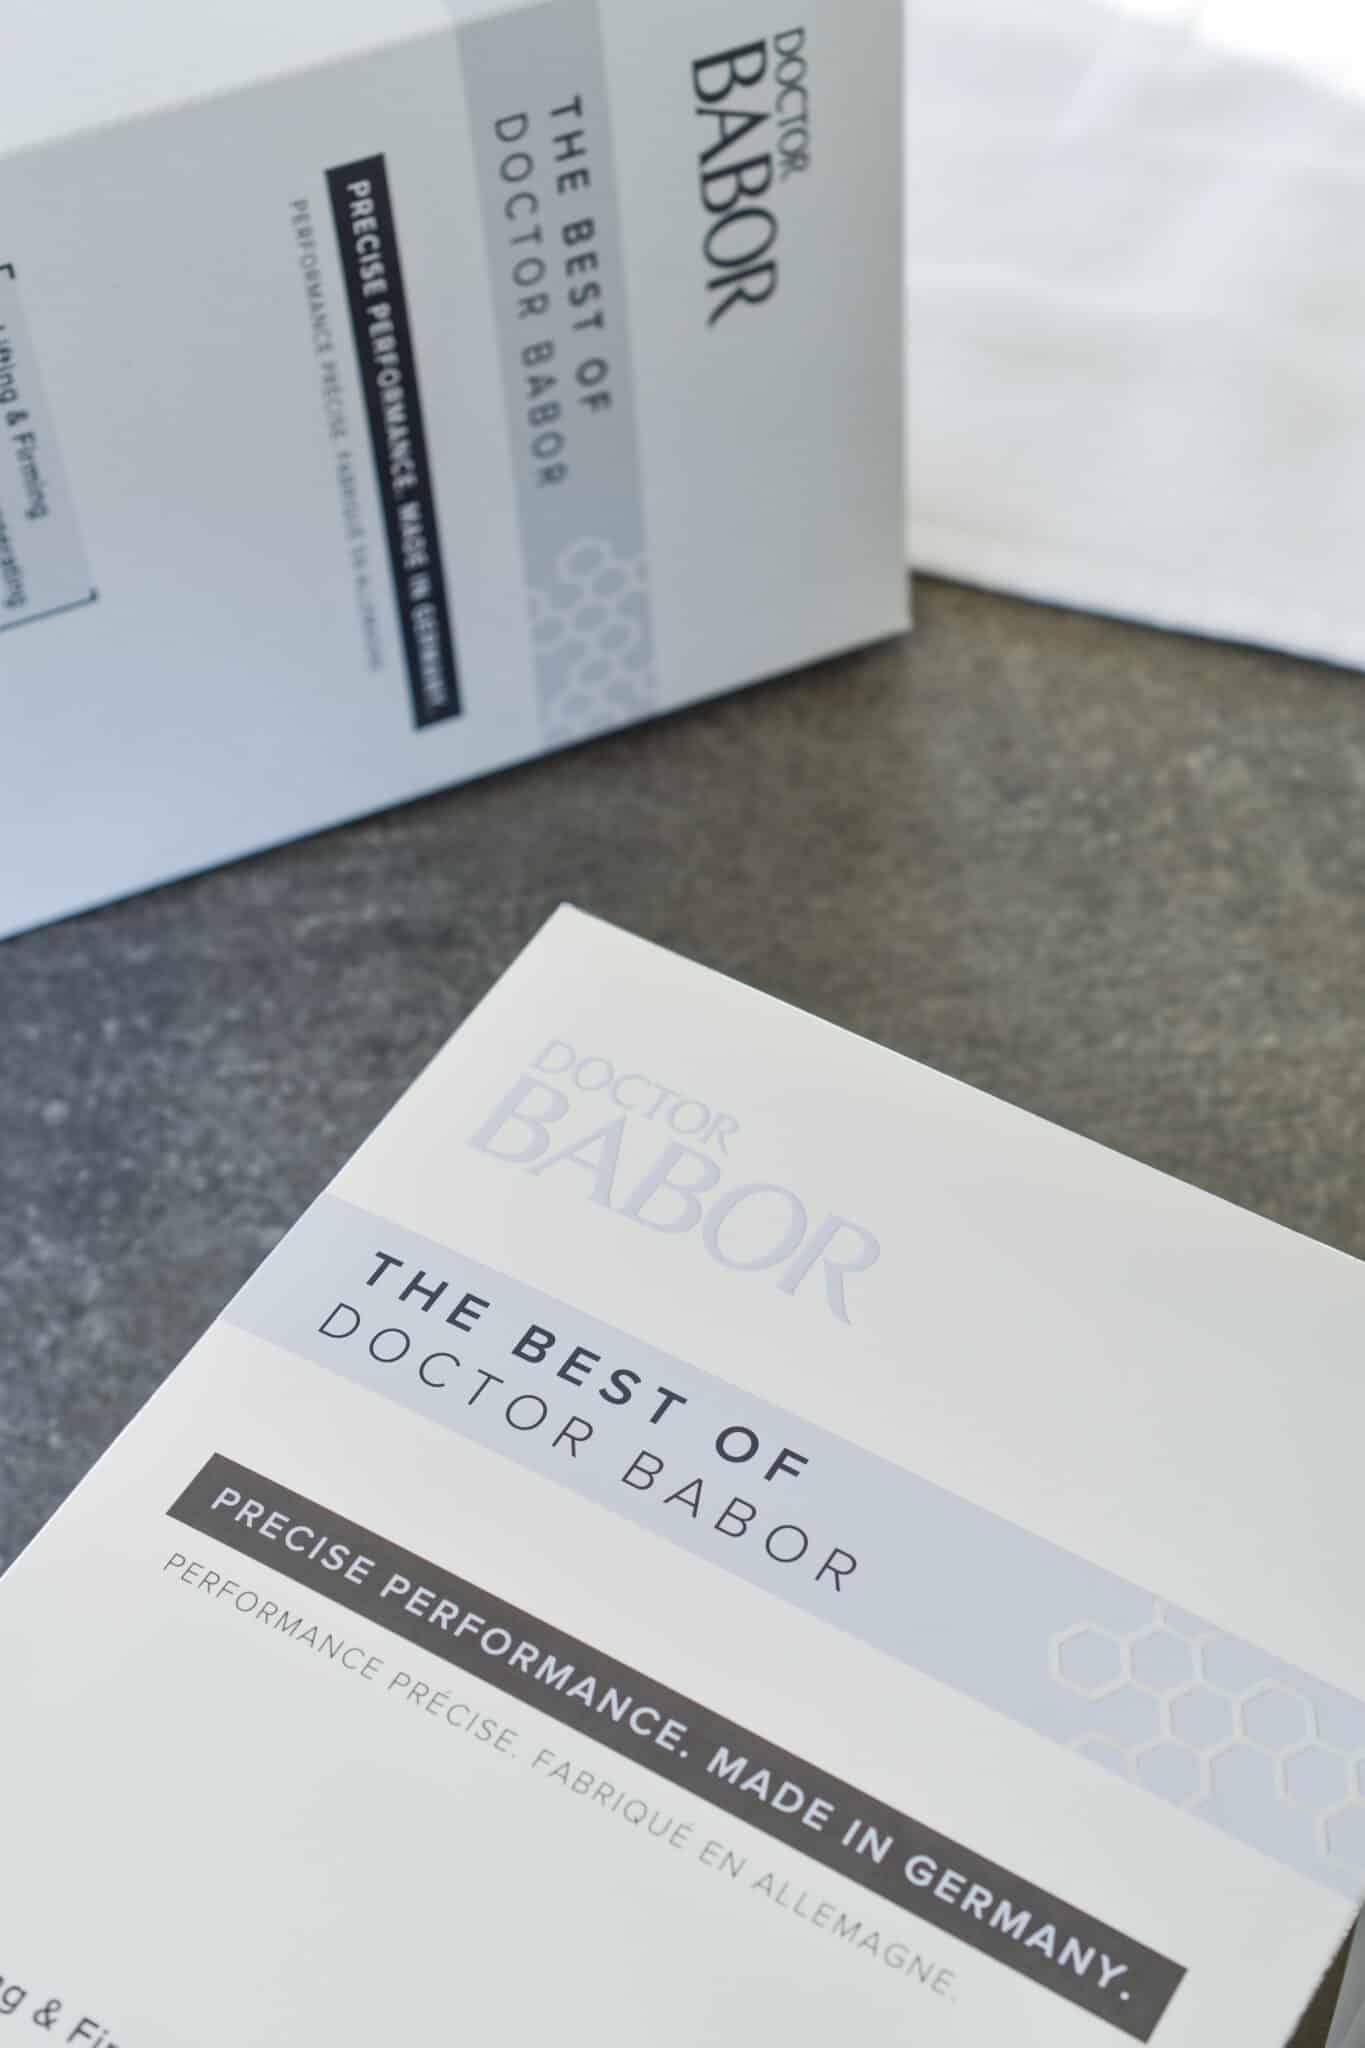 DOCTOR
BABOR
THE BEST OF
DOCTOR BABOR
PRECISE PERFORMANCE. MADE IN GERMANY.
PERFORMANCE PRÉCISE. FABRIQUÉ EN ALLEMAGNE.
& Firming
DOCTOR
BABOR
THE BEST OF
DOCTOR BABOR
PRECISE PERFORMANCE. MADE IN GERMANY.
PERFORMANCE PRÉCISE. FABRIQUÉ EN ALLEMAGNE.
&